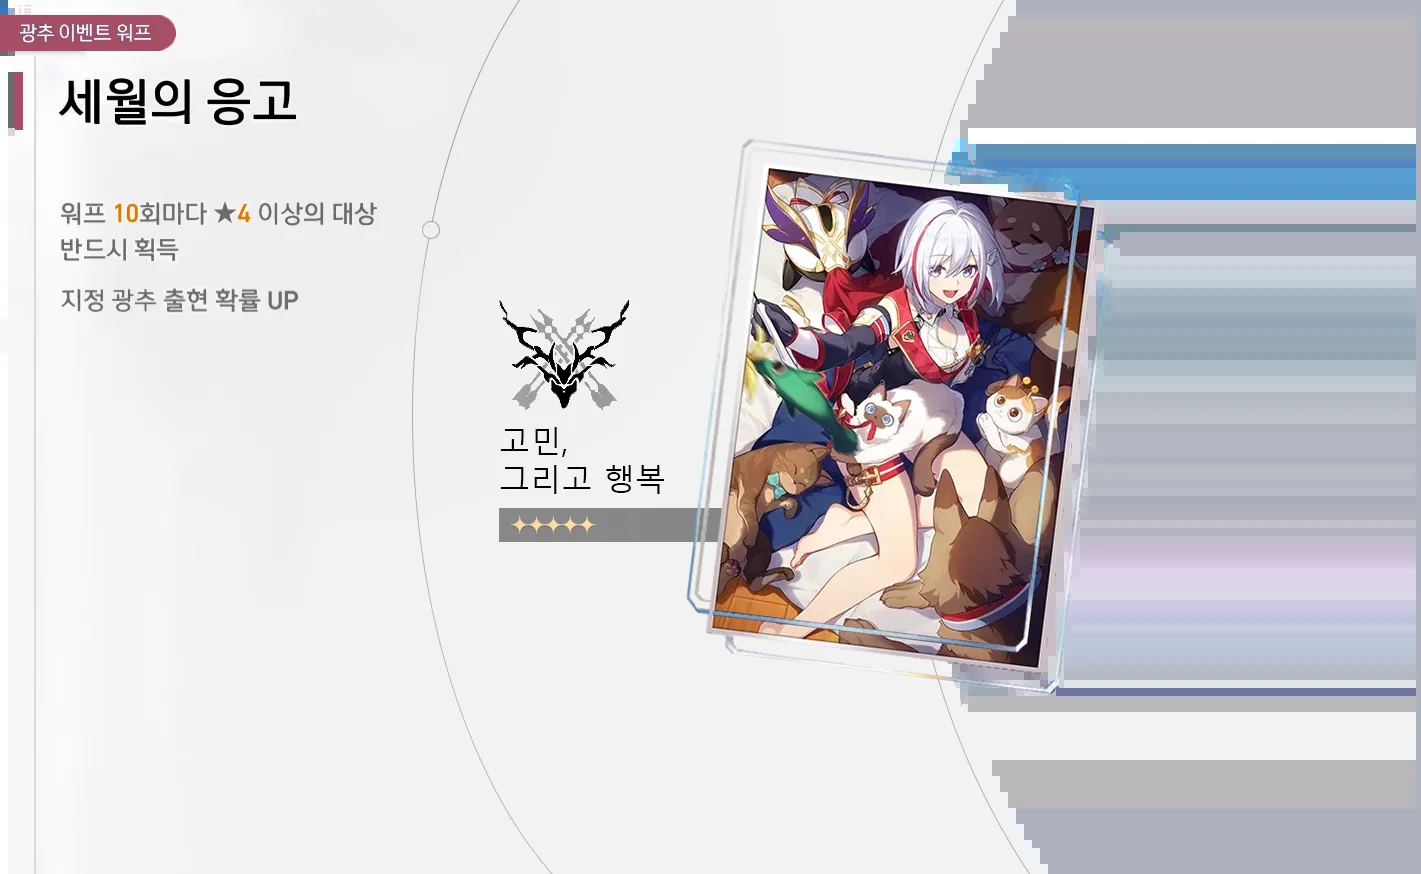 광추 이벤트 워프
세월의 응고
워프 10회마다 ★4 이상의 대상
반드시 획득
지정 광추 출현 확률 UP
고민,
그리고 행복